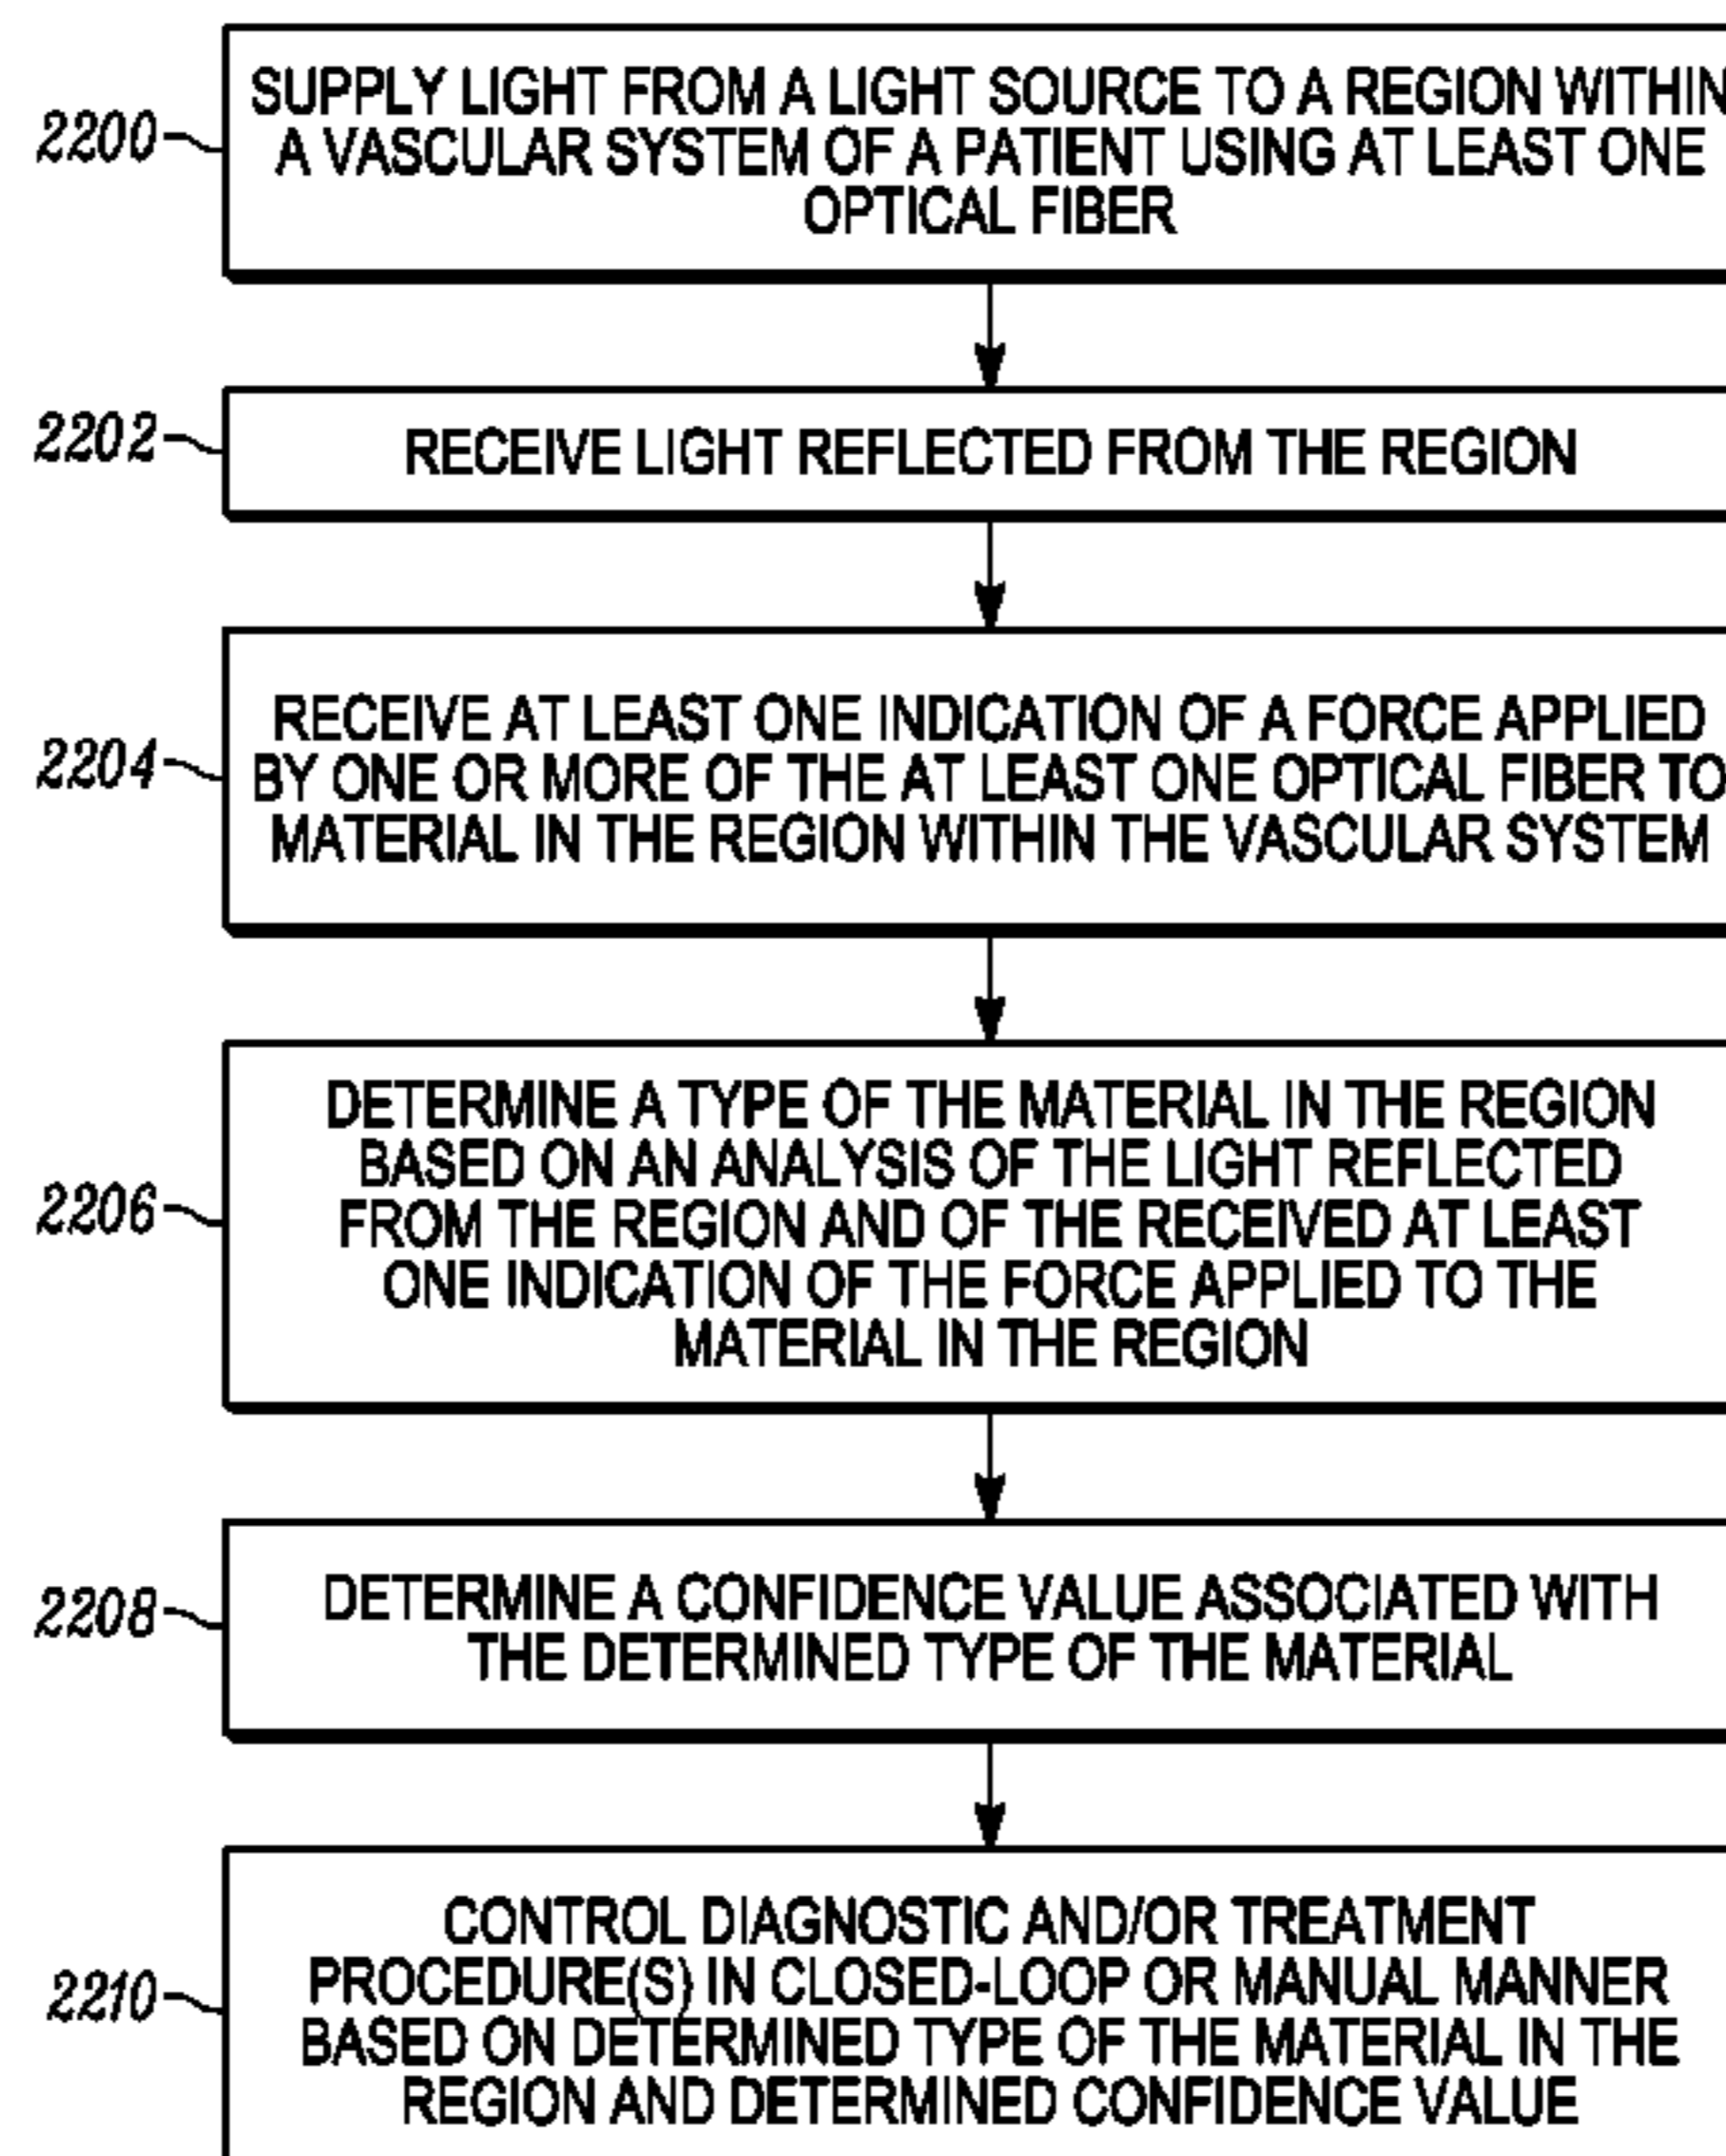 2200
SUPPLY LIGHT FROM A LIGHT SOURCE TO A REGION WITHIN
A VASCULAR SYSTEM OF A PATIENT USING AT LEAST ONE
OPTICAL FIBER
2202
RECEIVE LIGHT REFLECTED FROM THE REGION
2204
RECEIVE AT LEAST ONE INDICATION OF A FORCE APPLIED
BY ONE OR MORE OF THE AT LEAST ONE OPTICAL FIBER TO
MATERIAL IN THE REGION WITHIN THE VASCULAR SYSTEM
2206
DETERMINE A TYPE OF THE MATERIAL IN THE REGION
BASED ON AN ANALYSIS OF THE LIGHT REFLECTED
FROM THE REGION AND OF THE RECEIVED AT LEAST
ONE INDICATION OF THE FORCE APPLIED TO THE
MATERIAL IN THE REGION
2208
DETERMINE A CONFIDENCE VALUE ASSOCIATED WITH
THE DETERMINED TYPE OF THE MATERIAL
2210
CONTROL DIAGNOSTIC AND/OR TREATMENT
PROCEDURE(S) IN CLOSED-LOOP OR MANUAL MANNER
BASED ON DETERMINED TYPE OF THE MATERIAL IN THE
REGION AND DETERMINED CONFIDENCE VALUE